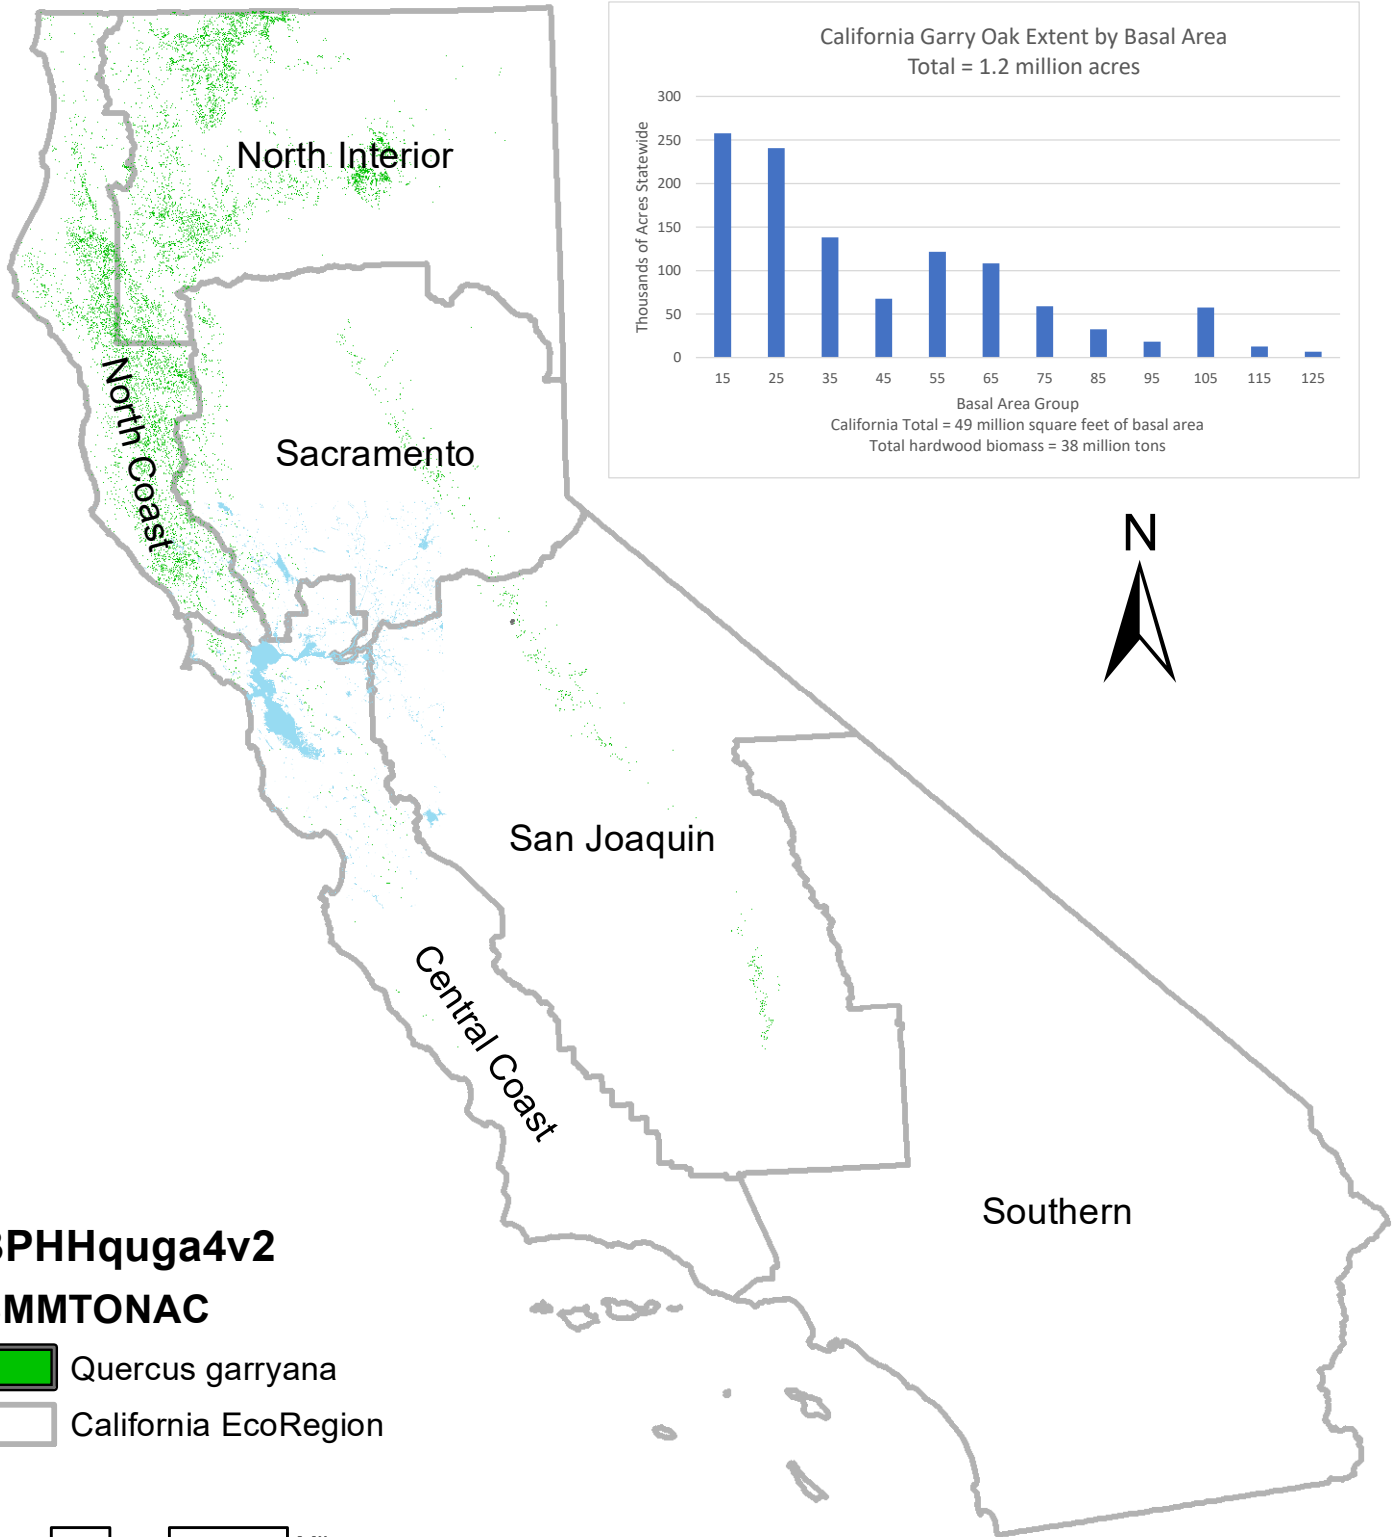 California Garry Oak Extent by Basal Area
Total = 1.2 million acres
Thousands of Acres Statewide
300
250
200
150
100
50
0
15 25 35 45 55 65 75 85 95 105 115 125
Basal Area Group
California Total = 49 million square feet of basal area
Total hardwood biomass = 38 million tons
North Interior
North Coast
Sacramento
N
San Joaquin
Central Coast
Southern
PHHquga4v2
MMTONAC
Quercus garryana
California EcoRegion